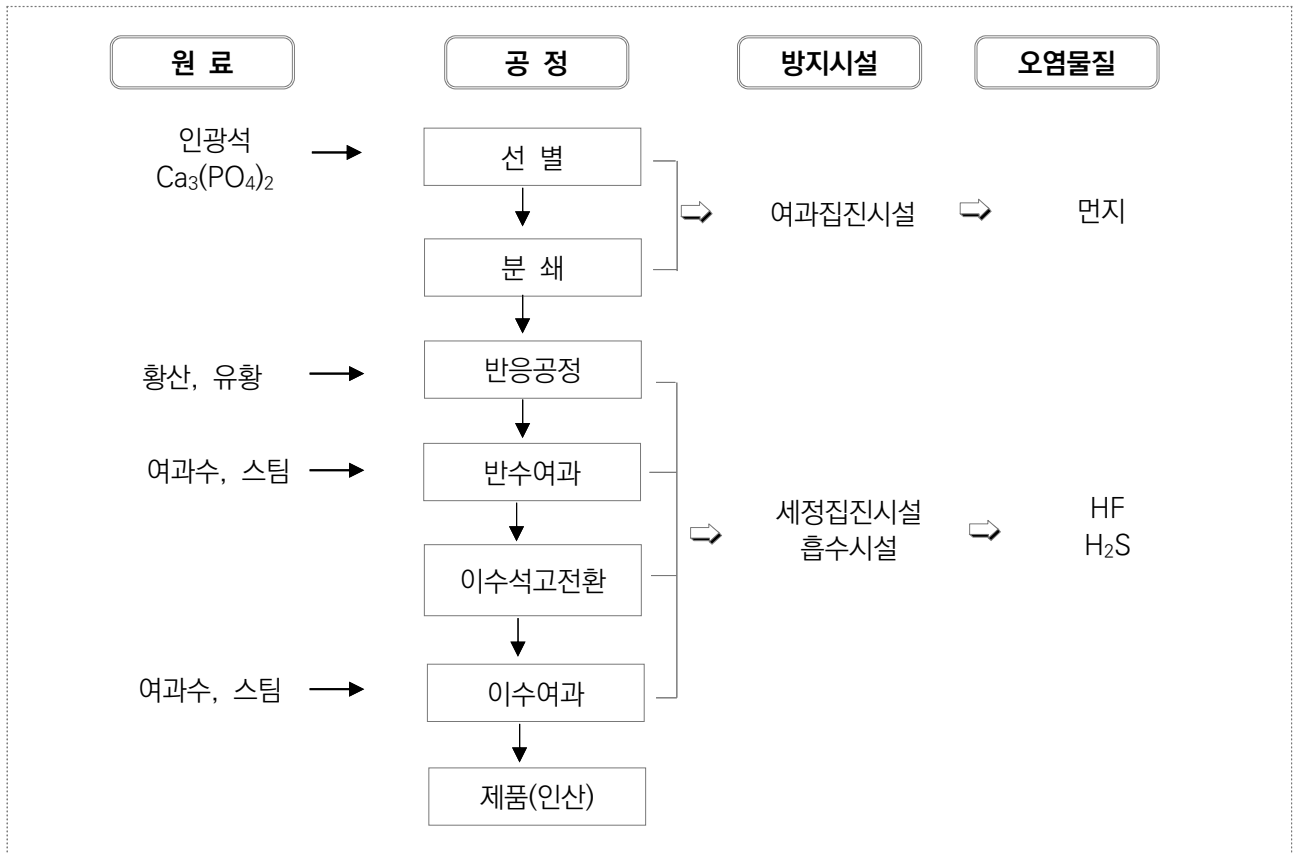 원 료
공 정
방지시설
오염물질
인광석
Ca₃(PO₄)₂
선 별
분 쇄
여과집진시설
먼지
황산, 유황
반응공정
여과수, 스팀
반수여과
이수석고전환
세정집진시설
흡수시설
HF
H₂S
여과수, 스팀
이수여과
제품(인산)